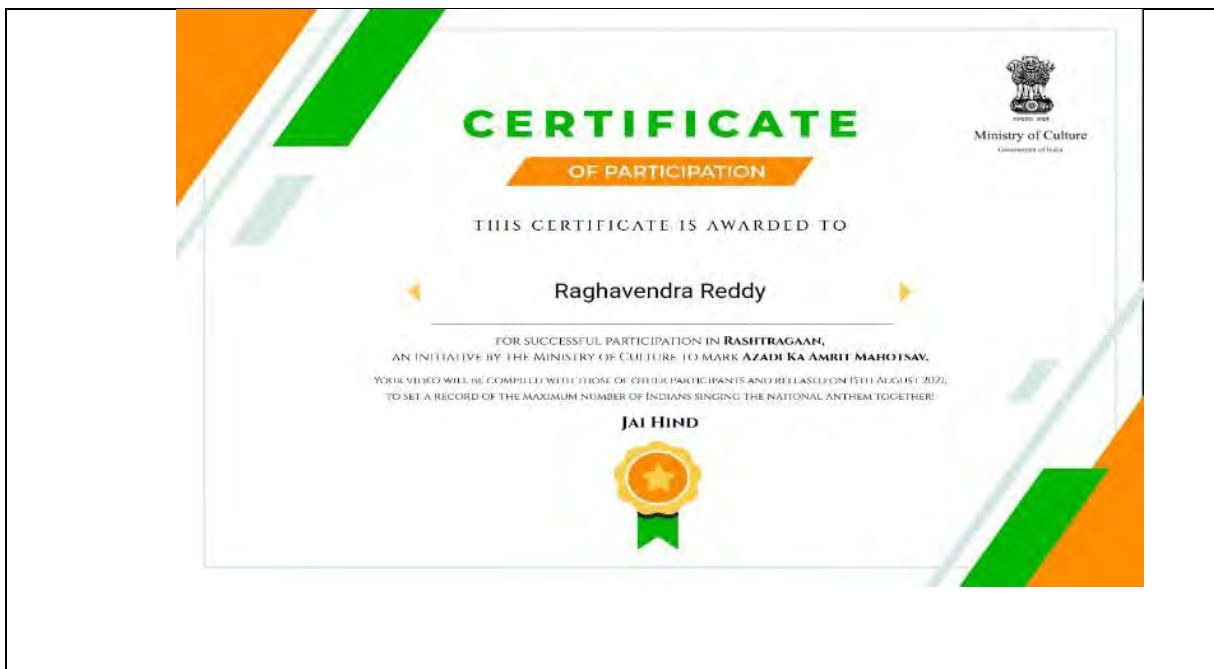 CERTIFICATE
OF PARTICIPATION
Ministry of Culture
Government of India
THIS CERTIFICATE IS AWARDED TO
Raghavendra Reddy
FOR SUCCESSFUL PARTICIPATION IN RASHTRAGAAN,
AN INITIATIVE BY THE MINISTRY OF CULTURE TO MARK AZADI KA AMRIT MAHOTSAV.
YOUR VIDEO WILL BE COMPILED WITH THOSE OF OTHER PARTICIPANTS AND RELEASED ON 15TH AUGUST 2021,
TO SET A RECORD OF THE MAXIMUM NUMBER OF INDIANS SINGING THE NATIONAL ANTHEM TOGETHER!
JAI HIND